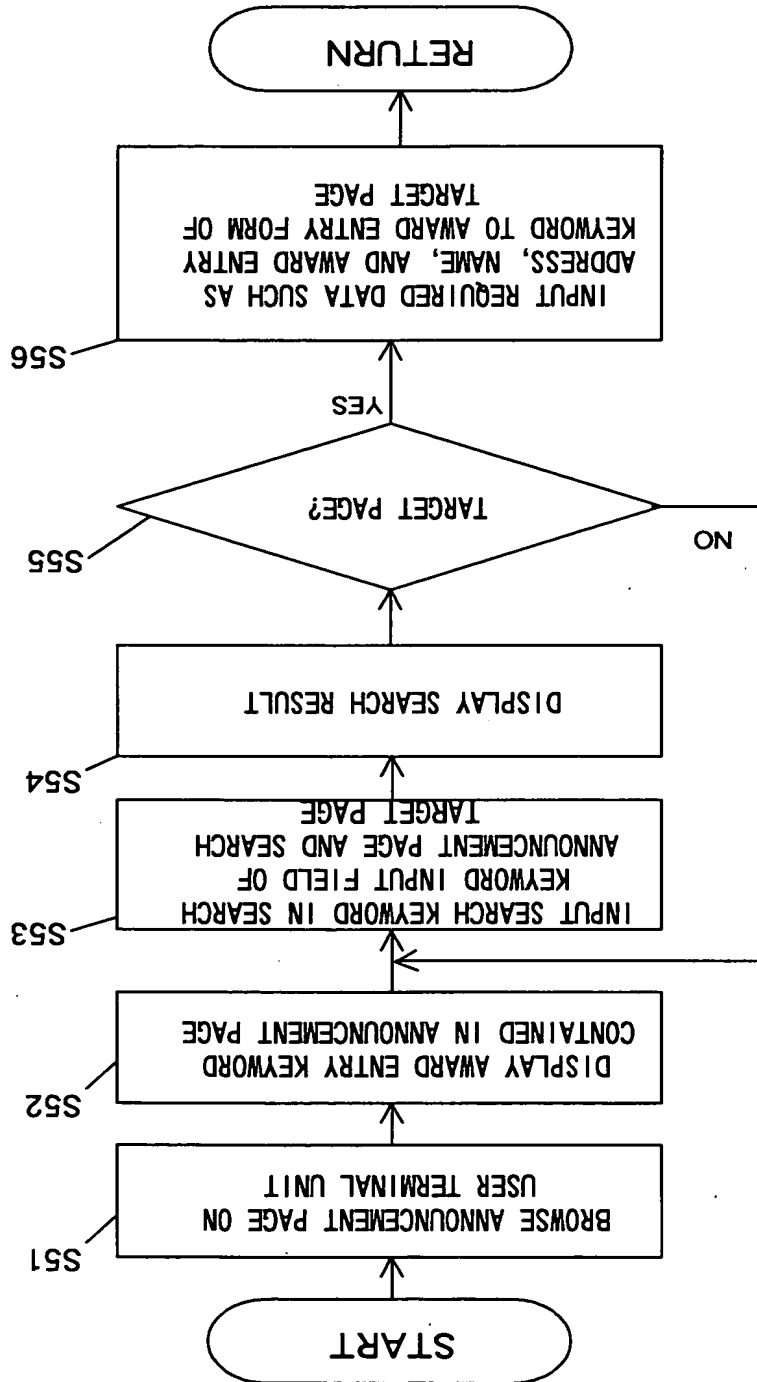 START
S51
BROWSE ANNOUNCEMENT PAGE ON
USER TERMINAL UNIT
S52
DISPLAY AWARD ENTRY KEYWORD
CONTAINED IN ANNOUNCEMENT PAGE
S53
INPUT SEARCH KEYWORD IN SEARCH
KEYWORD INPUT FIELD OF
ANNOUNCEMENT PAGE AND SEARCH
TARGET PAGE
S54
DISPLAY SEARCH RESULT
S55
TARGET PAGE?
NO
YES
S56
INPUT REQUIRED DATA SUCH AS
ADDRESS, NAME, AND AWARD ENTRY
KEYWORD TO AWARD ENTRY FORM OF
TARGET PAGE
RETURN